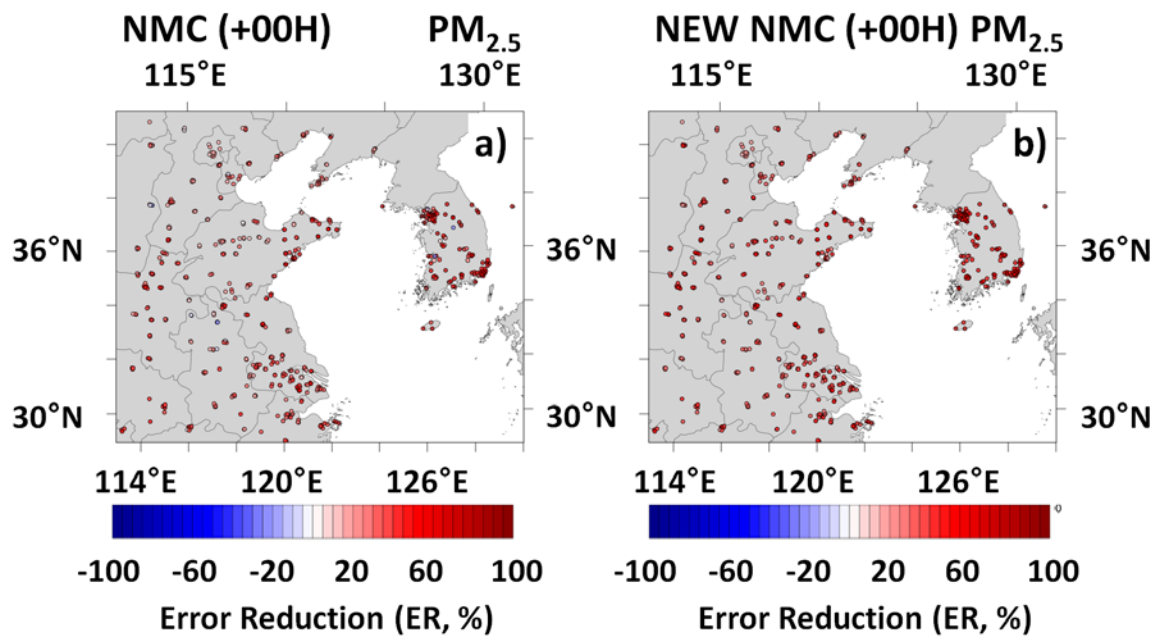 NMC (+00H) PM2.5
115°E 130°E
a)
36°N
30°N
114°E 120°E 126°E
-100 -60 -20 20 60 100
Error Reduction (ER, %)
NEW NMC (+00H) PM2.5
115°E 130°E
b)
36°N 36°N
30°N 30°N
114°E 120°E 126°E
-100 -60 -20 20 60 100
Error Reduction (ER, %)